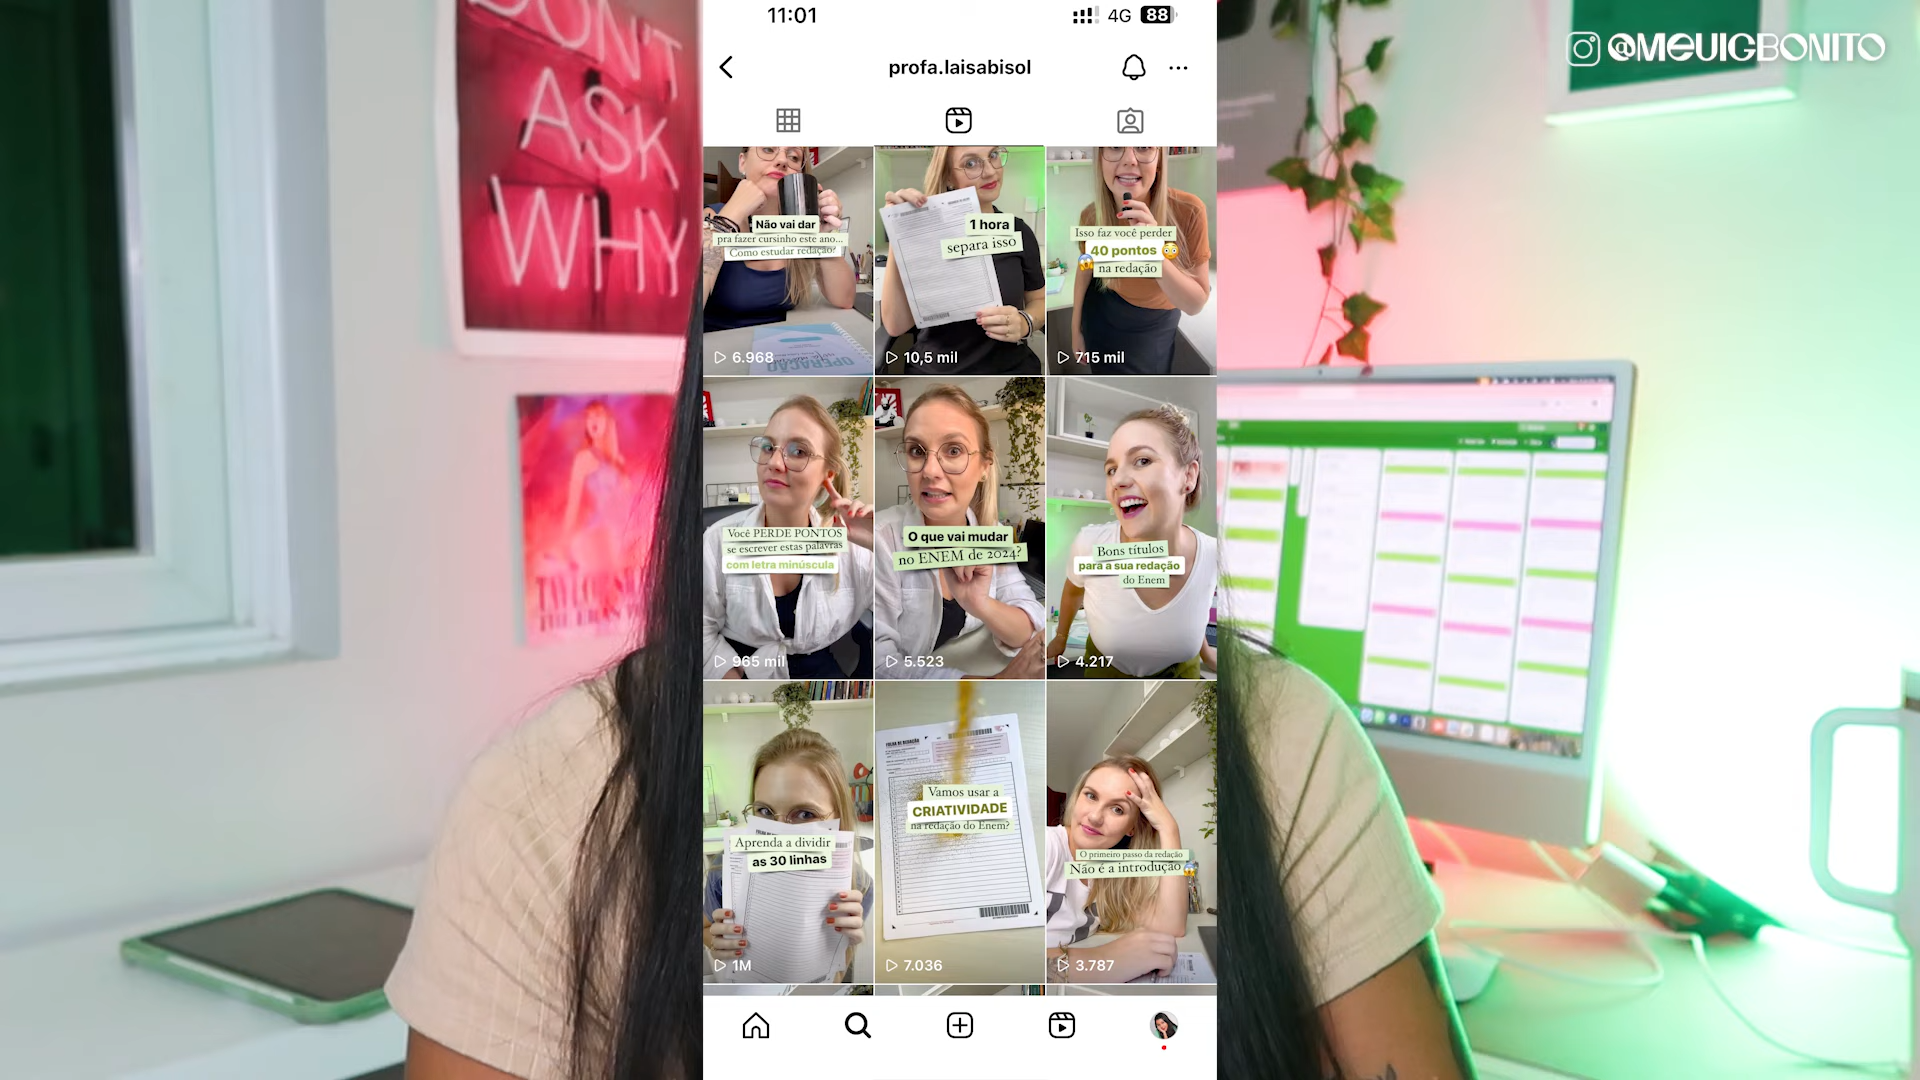 DON'T
ASK
WHY
11:01
4G 88
@MEUIGBONITO
profa.laisabisol
Não vai dar
pra fazer cursinho este ano...
Como estudar redação?
6.968
1 hora
separa isso
10,5 mil
Isso faz você perder
40 pontos
na redação
715 mil
Você PERDE PONTOS
se escrever estas palavras
com letra minúscula
965 mil
O que vai mudar
no ENEM de 2024?
5.523
Bons títulos
para a sua redação
do Enem
4.217
Aprenda a dividir
as 30 linhas
1M
FOLHA DE REDAÇÃO
Vamos usar a
CRIATIVIDADE
na redação do Enem?
7.036
O primeiro passo da redação
Não é a introdução
3.787
OPERAÇÃO